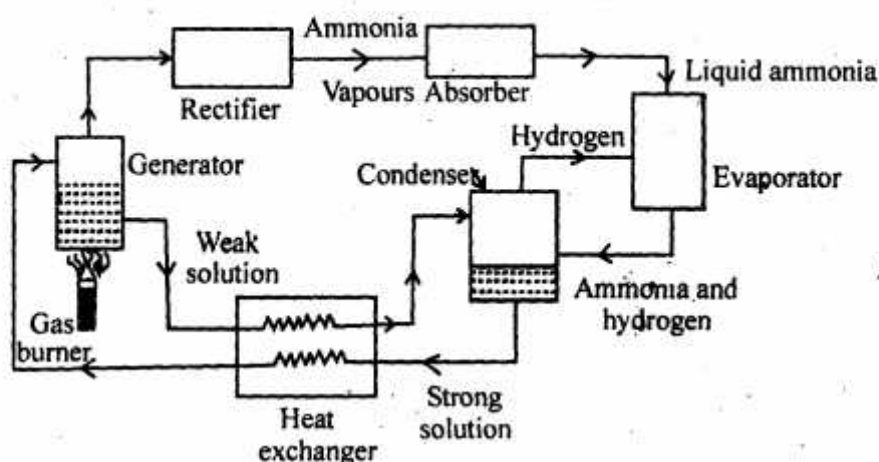 Ammonia
Rectifier
Vapours Absorber
Liquid ammonia
Hydrogen
Generator
Condenser
Evaporator
Weak
solution
Ammonia and
hydrogen
Gas
burner
Heat
exchanger
Strong
solution